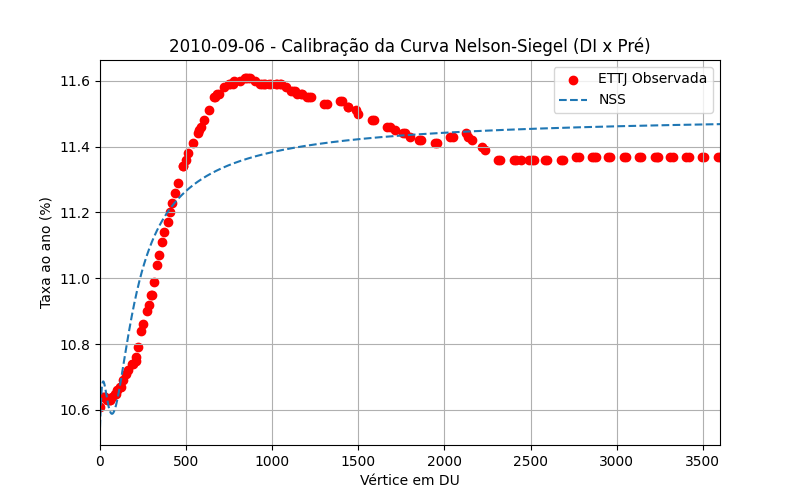 2010-09-06 - Calibração da Curva Nelson-Siegel (DI x Pré)
ETTJ Observada
NSS
11.6
11.4
11.2
11.0
10.8
10.6
Taxa ao ano (%)
0 500 1000 1500 2000 2500 3000 3500
Vértice em DU